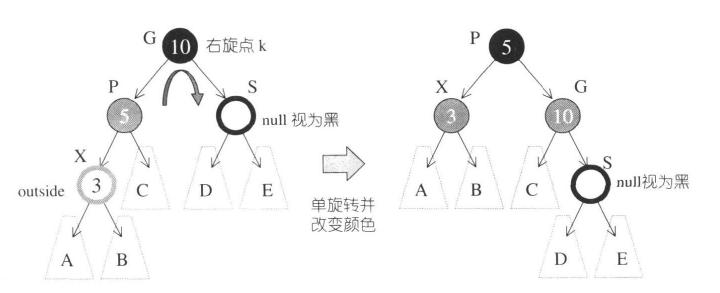 G 10 右旋点 k
P 5
S null 视为黑
X
outside 3
C D E
A B
单旋转并
改变颜色
P 5
X 3
G 10
S null视为黑
A B C
D E